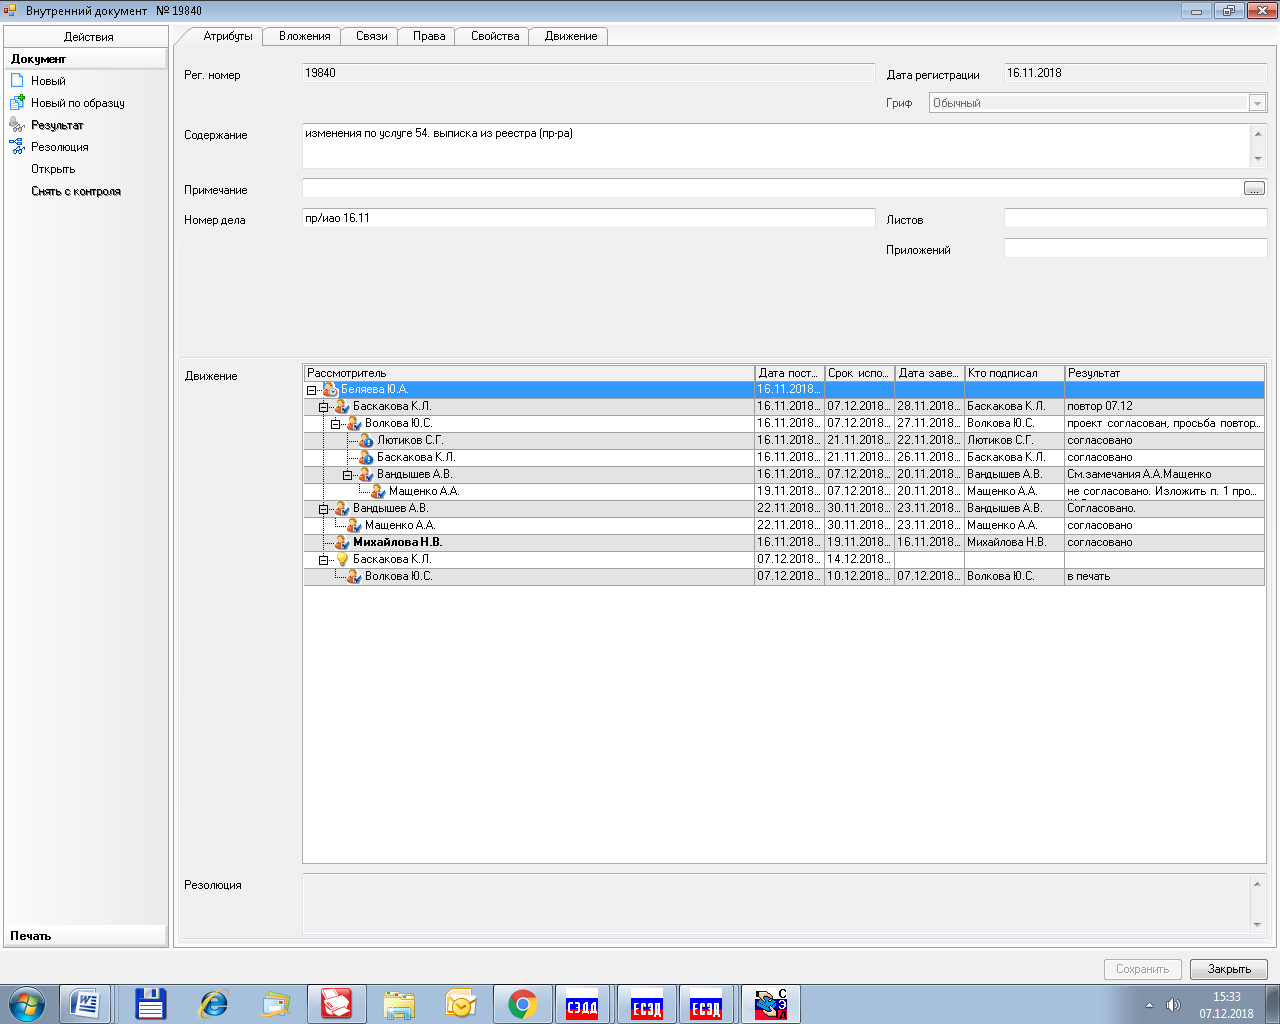 Внутренний документ № 19840
Действия
Документ
Новый
Новый по образцу
Результат
Резолюция
Открыть
Снять с контроля
Печать
Атрибуты Вложения Связи Права Свойства Движение
Рег. номер 19840 Дата регистрации 16.11.2018
Гриф Обычный
Содержание изменения по услуге 54. выписка из реестра (пр-ра)
Примечание ...
Номер дела пр/иао 16.11 Листов
Приложений
Движение
Рассмотритель Дата пост... Срок испо... Дата заве... Кто подписал Результат
Беляева Ю.А. 16.11.2018...
Баскакова К.Л. 16.11.2018... 07.12.2018... 28.11.2018... Баскакова К.Л. повтор 07.12
Волкова Ю.С. 16.11.2018... 07.12.2018... 27.11.2018... Волкова Ю.С. проект согласован, просьба повтор...
Лютиков С.Г. 16.11.2018... 21.11.2018... 22.11.2018... Лютиков С.Г. согласовано
Баскакова К.Л. 16.11.2018... 21.11.2018... 26.11.2018... Баскакова К.Л. согласовано
Вандышев А.В. 16.11.2018... 07.12.2018... 20.11.2018... Вандышев А.В. См.замечания А.А.Мащенко
Мащенко А.А. 19.11.2018... 07.12.2018... 20.11.2018... Мащенко А.А. не согласовано. Изложить п. 1 про...
Вандышев А.В. 22.11.2018... 30.11.2018... 23.11.2018... Вандышев А.В. Согласовано.
Мащенко А.А. 22.11.2018... 30.11.2018... 23.11.2018... Мащенко А.А. согласовано
Михайлова Н.В. 16.11.2018... 19.11.2018... 16.11.2018... Михайлова Н.В. согласовано
Баскакова К.Л. 07.12.2018... 14.12.2018...
Волкова Ю.С. 07.12.2018... 10.12.2018... 07.12.2018... Волкова Ю.С. в печать
Резолюция
Сохранить Закрыть
СЭДД ЕСЭД ЕСЭД СЭД
15:33
07.12.2018